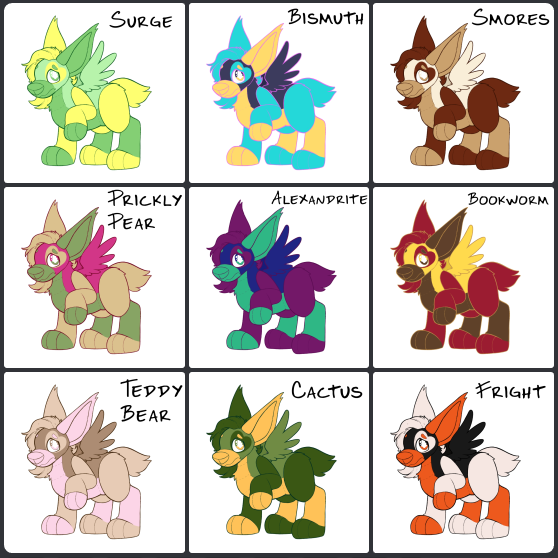 Surge
Bismuth
Smores
Prickly
Pear
Alexandrite
Bookworm
Teddy
Bear
Cactus
Fright